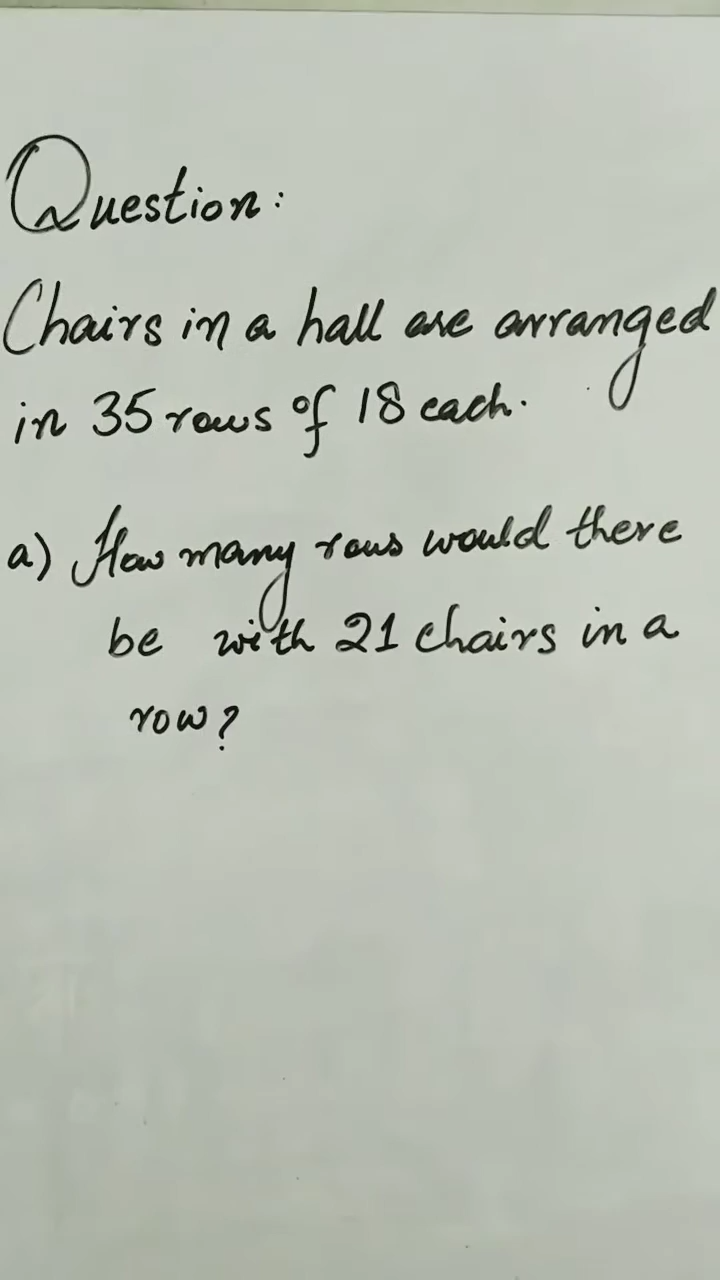 Question:
Chairs in a hall are arranged
in 35 rows of 18 each.
a) How many rows would there
be with 21 chairs in a
row?